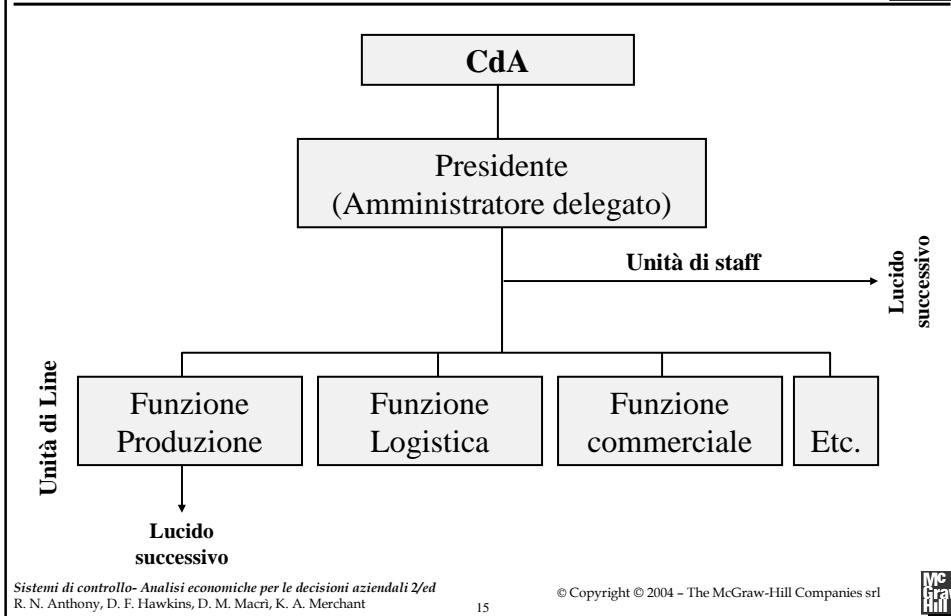 CdA
Presidente
(Amministratore delegato)
Unità di staff
Lucido
successivo
Unità di Line
Funzione
Produzione
Funzione
Logistica
Funzione
commerciale
Etc.
Lucido
successivo
Sistemi di controllo- Analisi economiche per le decisioni aziendali 2/ed
R. N. Anthony, D. F. Hawkins, D. M. Macrì, K. A. Merchant
15
© Copyright © 2004 – The McGraw-Hill Companies srl
Mc
Gra
Hill